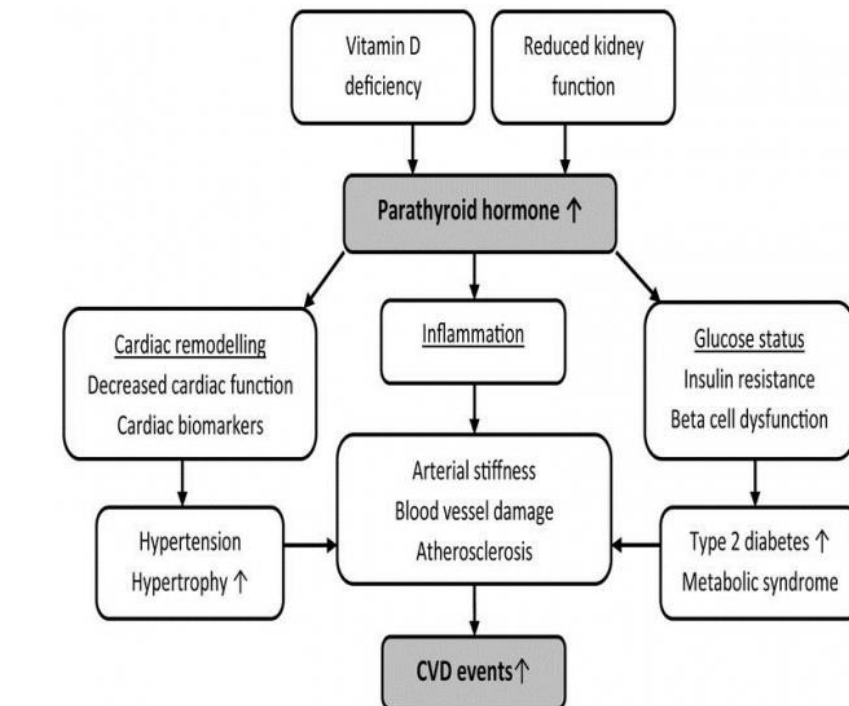 Vitamin D
deficiency
Reduced kidney
function
Parathyroid hormone ↑
Cardiac remodelling
Decreased cardiac function
Cardiac biomarkers
Inflammation
Glucose status
Insulin resistance
Beta cell dysfunction
Hypertension
Hypertrophy ↑
Arterial stiffness
Blood vessel damage
Atherosclerosis
Type 2 diabetes ↑
Metabolic syndrome
CVD events↑